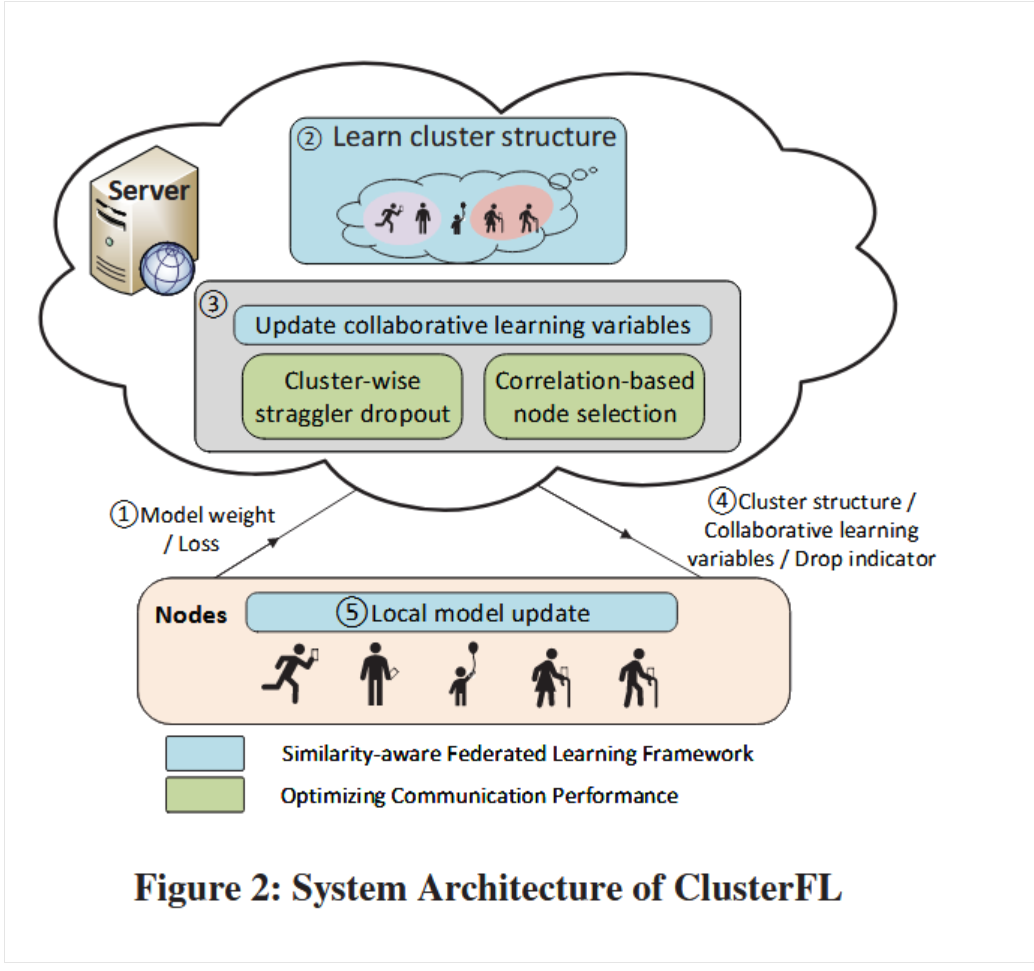 ② Learn cluster structure
Server
③
Update collaborative learning variables
Cluster-wise
straggler dropout
Correlation-based
node selection
①Model weight
/ Loss
④Cluster structure /
Collaborative learning
variables / Drop indicator
Nodes
⑤Local model update
Similarity-aware Federated Learning Framework
Optimizing Communication Performance
Figure 2: System Architecture of ClusterFL